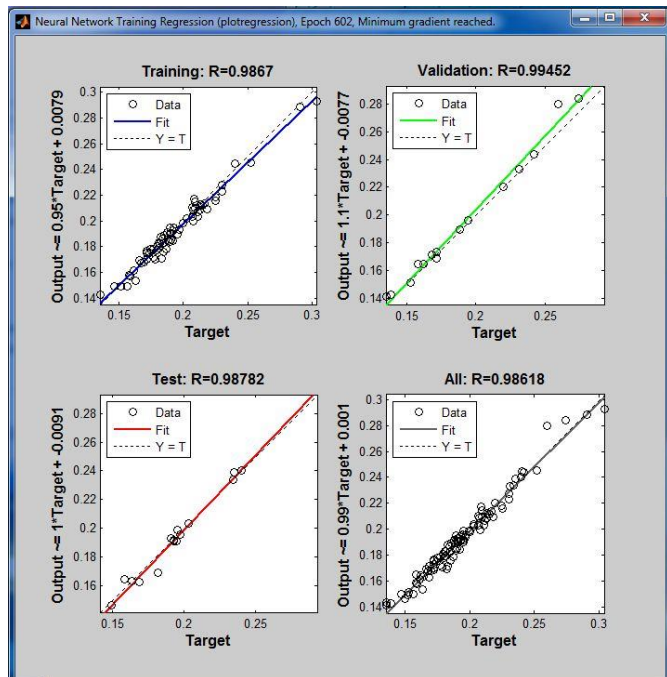 Neural Network Training Regression (plotregression), Epoch 602, Minimum gradient reached.
Training: R=0.9867
Output ~= 0.95*Target + 0.0079
Data
Fit
Y = T
0.3
0.28
0.26
0.24
0.22
0.2
0.18
0.16
0.14
0.15
0.2
0.25
0.3
Target
Validation: R=0.99452
Output ~= 1.1*Target + -0.0077
Data
Fit
Y = T
0.28
0.26
0.24
0.22
0.2
0.18
0.16
0.14
0.15
0.2
0.25
Target
Test: R=0.98782
Output ~= 1*Target + -0.0091
Data
Fit
Y = T
0.28
0.26
0.24
0.22
0.2
0.18
0.16
0.15
0.2
0.25
Target
All: R=0.98618
Output ~= 0.99*Target + 0.001
Data
Fit
Y = T
0.3
0.28
0.26
0.24
0.22
0.2
0.18
0.16
0.14
0.15
0.2
0.25
0.3
Target